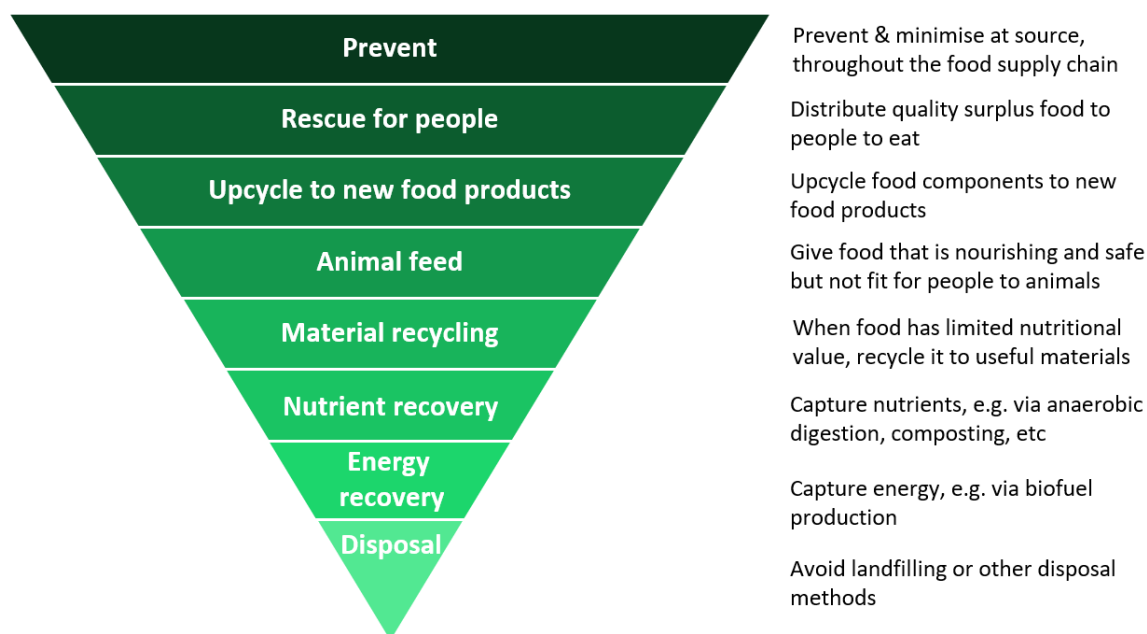 Prevent
Prevent & minimise at source,
throughout the food supply chain
Rescue for people
Distribute quality surplus food to
people to eat
Upcycle to new food products
Upcycle food components to new
food products
Animal feed
Give food that is nourishing and safe
but not fit for people to animals
Material recycling
When food has limited nutritional
value, recycle it to useful materials
Nutrient recovery
Capture nutrients, e.g. via anaerobic
digestion, composting, etc
Energy
recovery
Capture energy, e.g. via biofuel
production
Disposal
Avoid landfilling or other disposal
methods